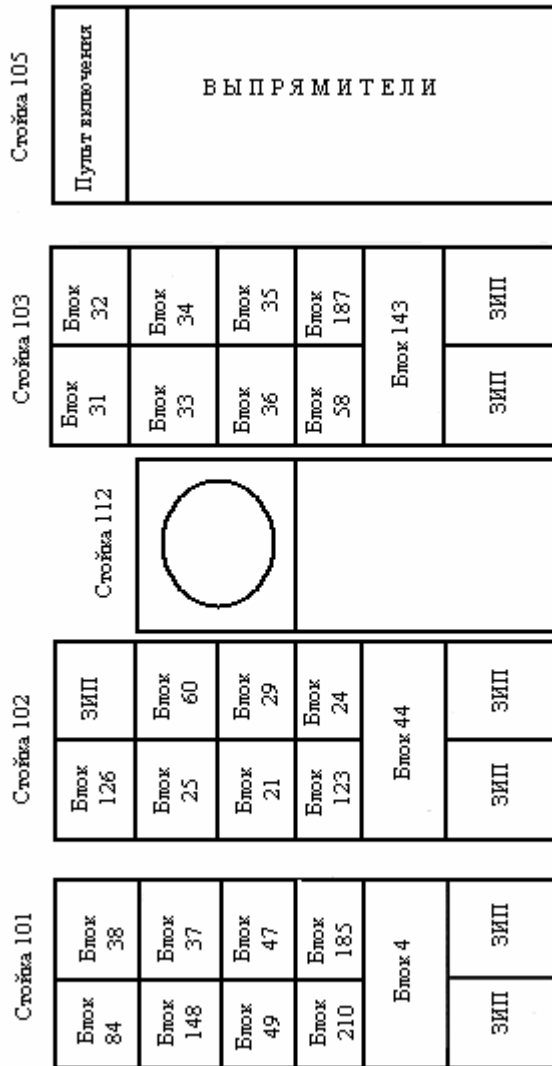 Стойка 101
Блок
84
Блок
38
Блок
148
Блок
37
Блок
49
Блок
47
Блок
210
Блок
185
Блок 4
ЗИП
ЗИП
Стойка 102
Блок
126
ЗИП
Блок
25
Блок
60
Блок
21
Блок
29
Блок
123
Блок
24
Блок 44
ЗИП
ЗИП
Стойка 112
Стойка 103
Блок
31
Блок
32
Блок
33
Блок
34
Блок
36
Блок
35
Блок
58
Блок
187
Блок 143
ЗИП
ЗИП
Стойка 105
Пульт включения
ВЫПРЯМИТЕЛИ